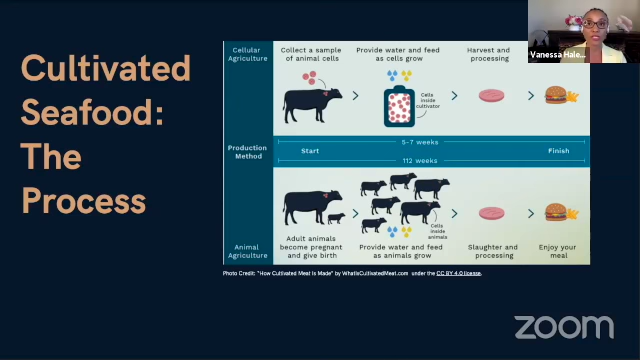 Cultivated
Seafood:
The
Process
Cellular
Agriculture
Collect a sample
of animal cells
Provide water and feed
as cells grow
Harvest and
processing
Cells
inside
cultivator
Production
Method
Start
5-7 weeks
112 weeks
Finish
Cells
inside
animals
Animal
Agriculture
Adult animals
become pregnant
and give birth
Provide water and feed
as animals grow
Slaughter and
processing
Enjoy your
meal
Photo Credit: "How Cultivated Meat Is Made" by WhatIsCultivatedMeat.com under the CC BY 4.0 license.
Vanessa Hale...
zoom